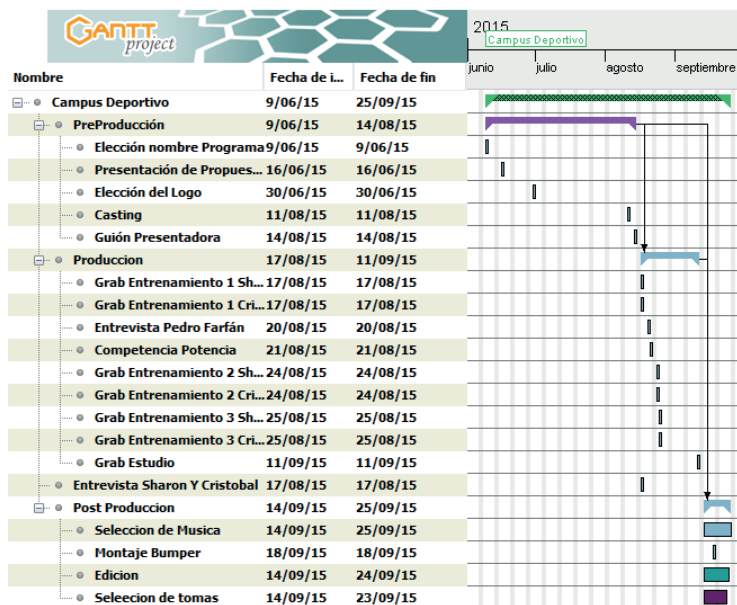 GANTT
project
2015
Campus Deportivo
junio julio agosto septiembre
Nombre Fecha de i... Fecha de fin
Campus Deportivo 9/06/15 25/09/15
PreProducción 9/06/15 14/08/15
Elección nombre Programa 9/06/15 9/06/15
Presentación de Propues... 16/06/15 16/06/15
Elección del Logo 30/06/15 30/06/15
Casting 11/08/15 11/08/15
Guión Presentadora 14/08/15 14/08/15
Produccion 17/08/15 11/09/15
Grab Entrenamiento 1 Sh... 17/08/15 17/08/15
Grab Entrenamiento 1 Cri... 17/08/15 17/08/15
Entrevista Pedro Farfán 20/08/15 20/08/15
Competencia Potencia 21/08/15 21/08/15
Grab Entrenamiento 2 Sh... 24/08/15 24/08/15
Grab Entrenamiento 2 Cri... 24/08/15 24/08/15
Grab Entrenamiento 3 Sh... 25/08/15 25/08/15
Grab Entrenamiento 3 Cri... 25/08/15 25/08/15
Grab Estudio 11/09/15 11/09/15
Entrevista Sharon Y Cristobal 17/08/15 17/08/15
Post Produccion 14/09/15 25/09/15
Seleccion de Musica 14/09/15 25/09/15
Montaje Bumper 18/09/15 18/09/15
Edicion 14/09/15 24/09/15
Seleecion de tomas 14/09/15 23/09/15